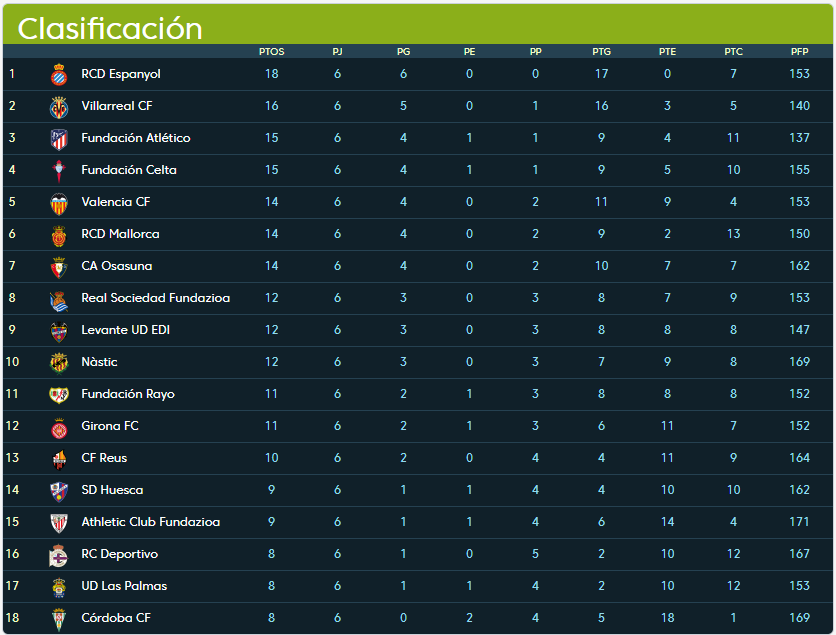 Clasificación
PTOS PJ PG PE PP PTG PTE PTC PFP
1 RCD Espanyol 18 6 6 0 0 17 0 7 153
2 Villarreal CF 16 6 5 0 1 16 3 5 140
3 Fundación Atlético 15 6 4 1 1 9 4 11 137
4 Fundación Celta 15 6 4 1 1 9 5 10 155
5 Valencia CF 14 6 4 0 2 11 9 4 153
6 RCD Mallorca 14 6 4 0 2 9 2 13 150
7 CA Osasuna 14 6 4 0 2 10 7 7 162
8 Real Sociedad Fundazioa 12 6 3 0 3 8 7 9 153
9 Levante UD EDI 12 6 3 0 3 8 8 8 147
10 Nàstic 12 6 3 0 3 7 9 8 169
11 Fundación Rayo 11 6 2 1 3 8 8 8 152
12 Girona FC 11 6 2 1 3 6 11 7 152
13 CF Reus 10 6 2 0 4 4 11 9 164
14 SD Huesca 9 6 1 1 4 4 10 10 162
15 Athletic Club Fundazioa 9 6 1 1 4 6 14 4 171
16 RC Deportivo 8 6 1 0 5 2 10 12 167
17 UD Las Palmas 8 6 1 1 4 2 10 12 153
18 Córdoba CF 8 6 0 2 4 5 18 1 169